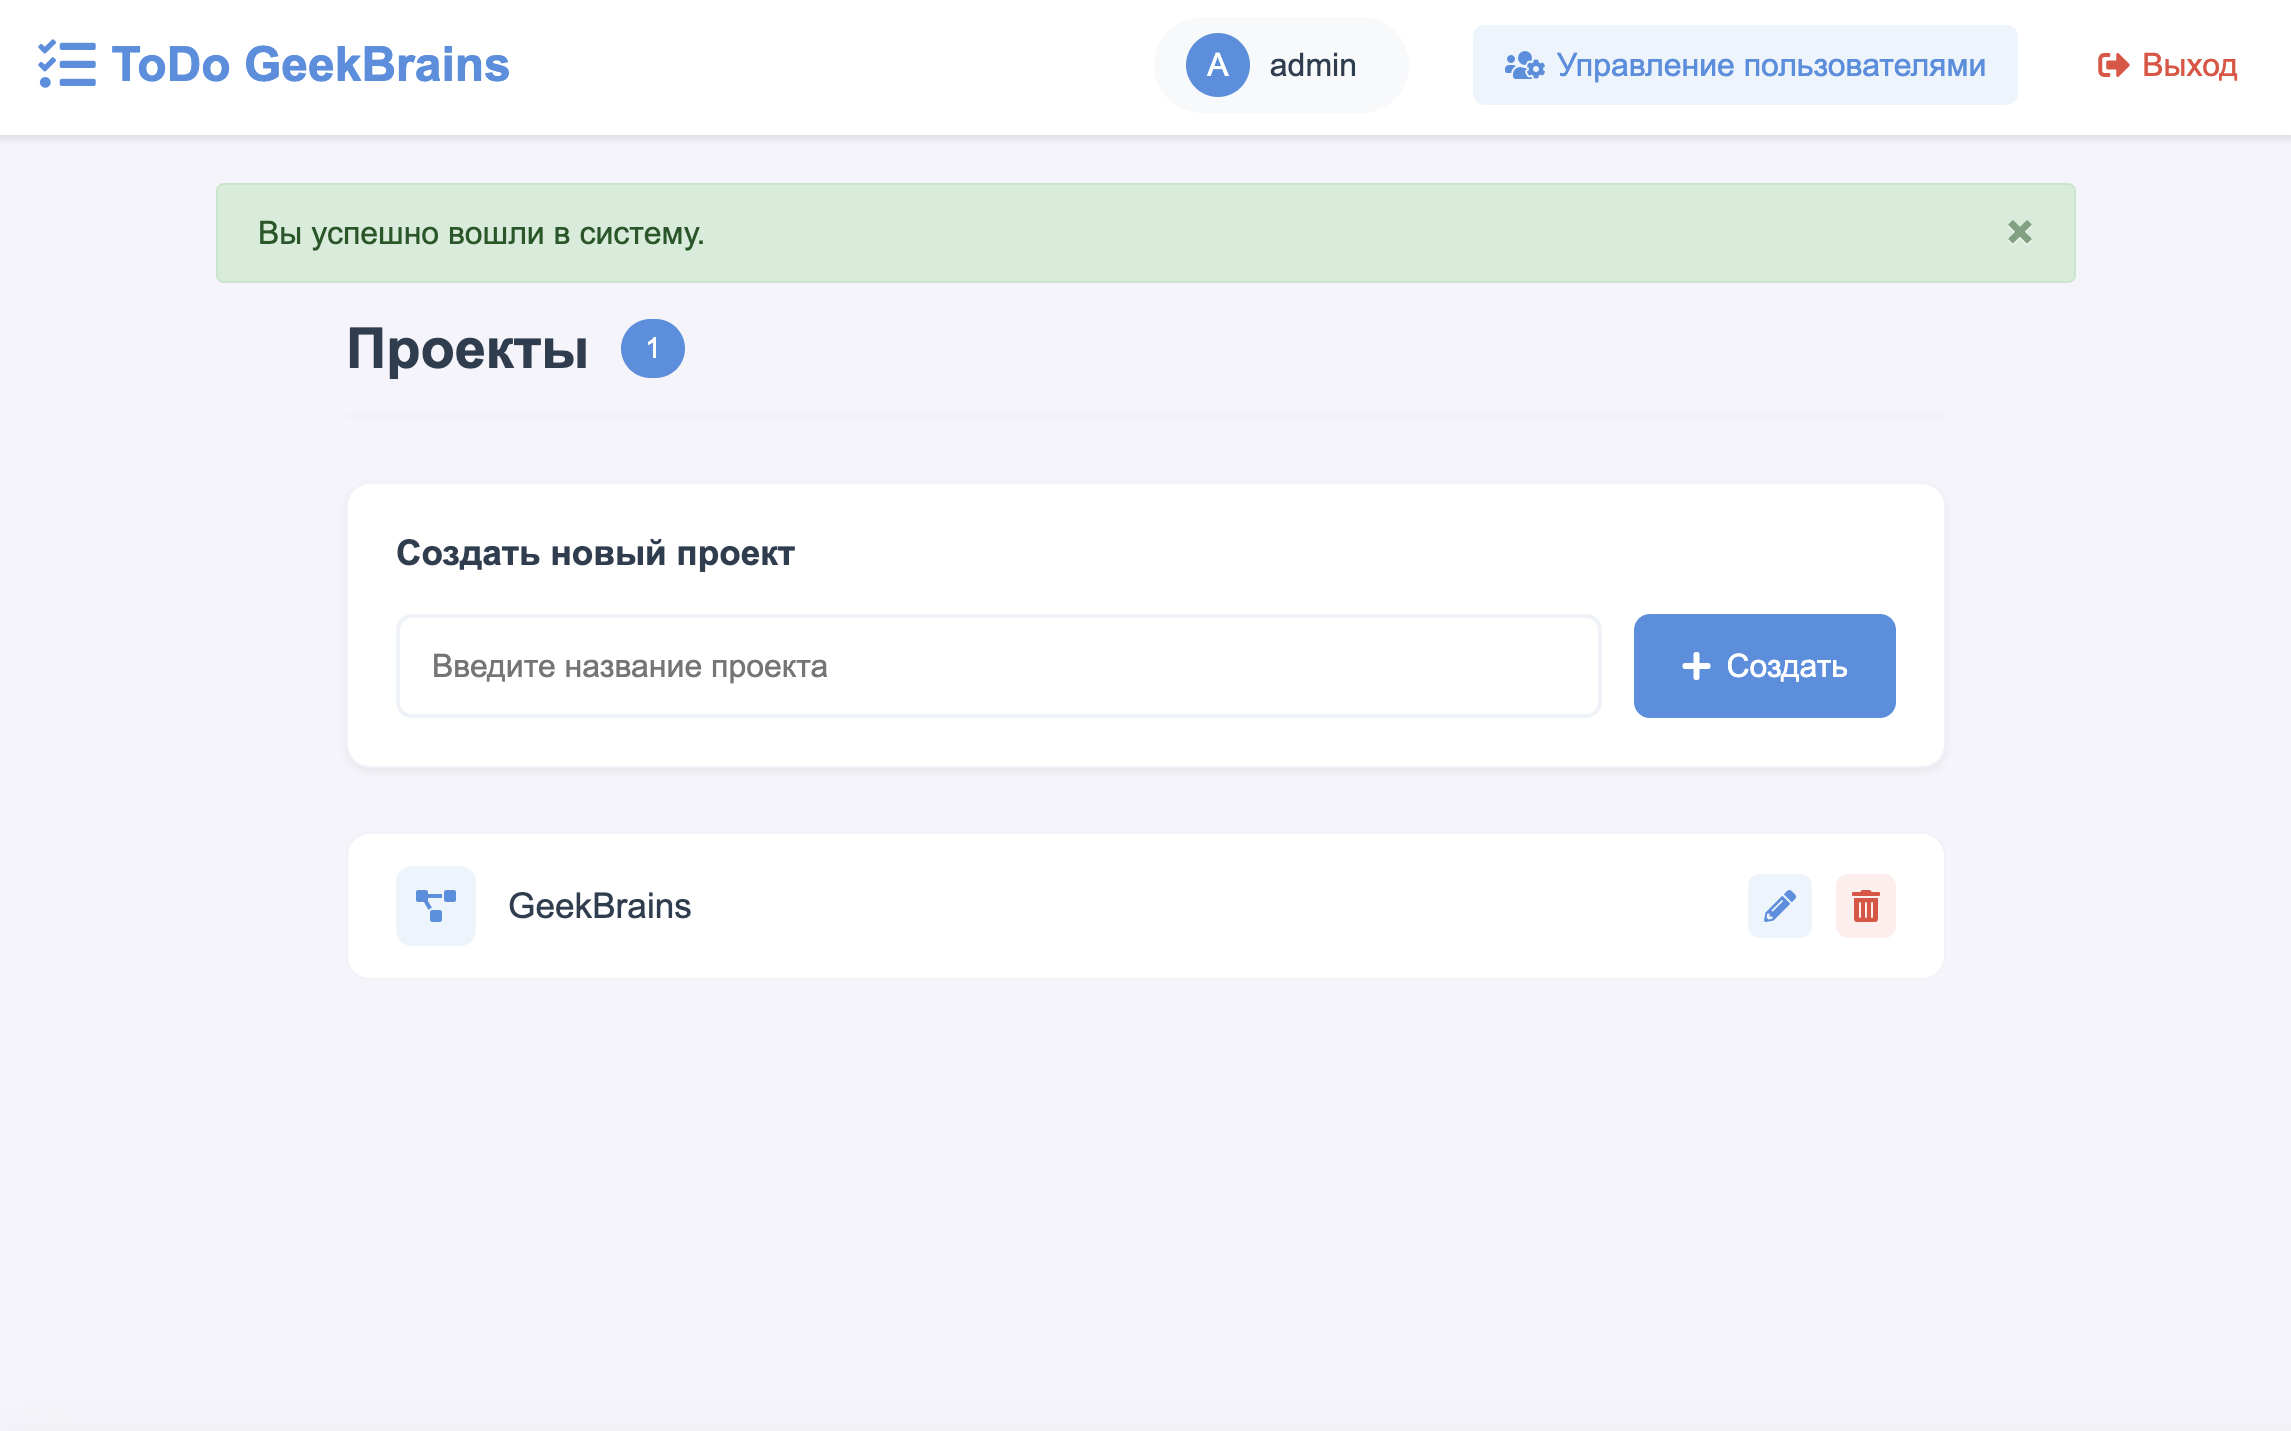 ToDo GeekBrains
A admin
Управление пользователями
Выход
Вы успешно вошли в систему.
Проекты 1
Создать новый проект
Введите название проекта
Создать
GeekBrains